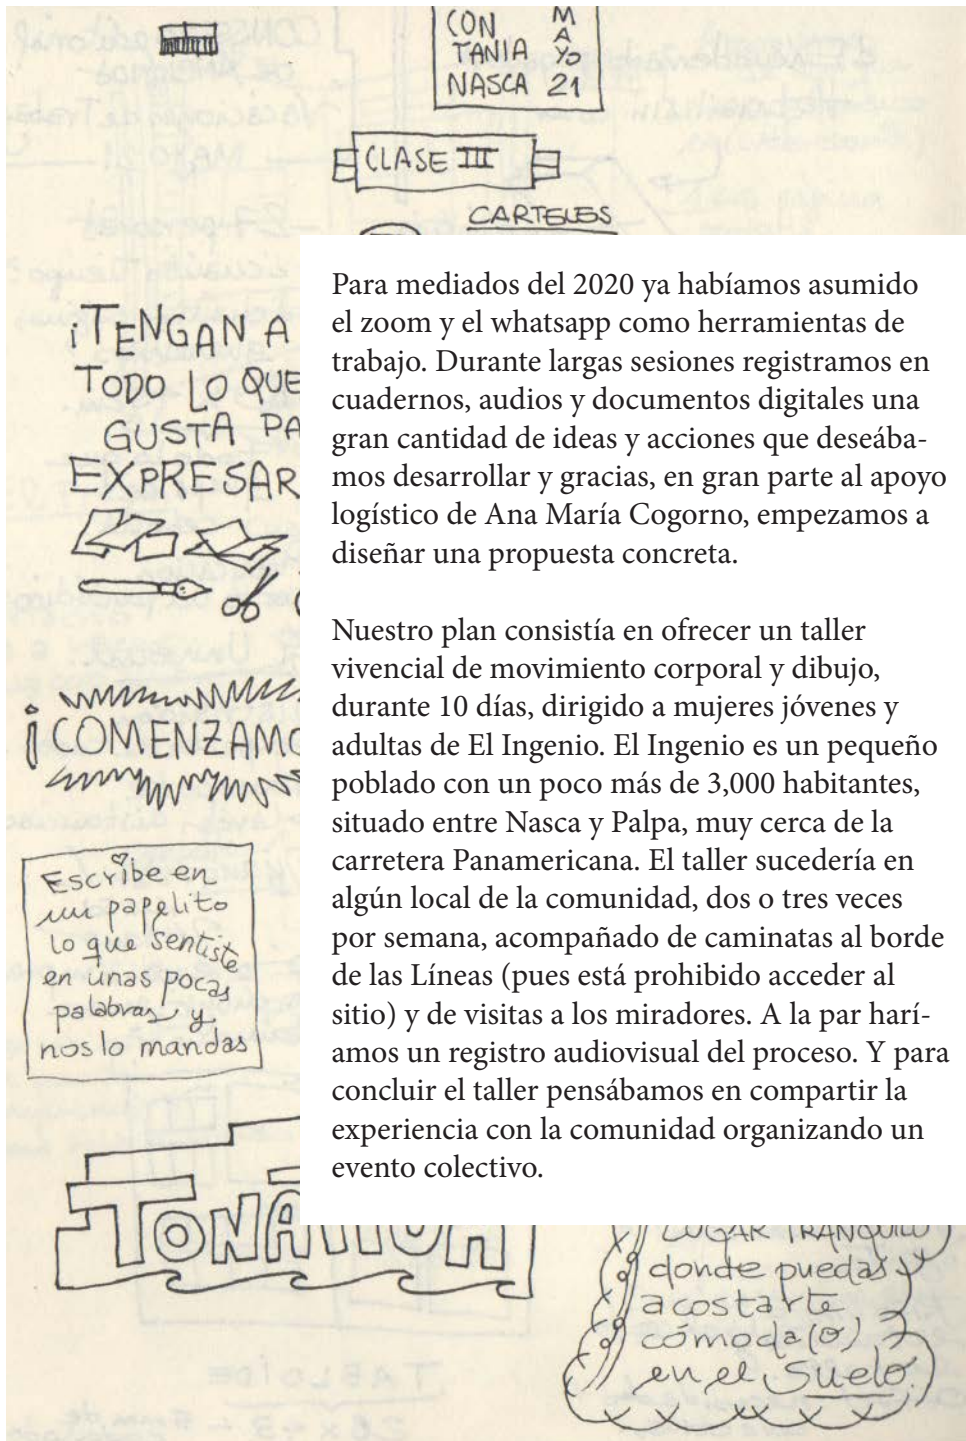 CON
TANIA
NASCA
M
A
Yo
21
CLASE III
CARTELES
Para mediados del 2020 ya habíamos asumido
el zoom y el whatsapp como herramientas de
trabajo. Durante largas sesiones registramos en
cuadernos, audios y documentos digitales una
gran cantidad de ideas y acciones que deseába-
mos desarrollar y gracias, en gran parte al apoyo
logístico de Ana María Cogorno, empezamos a
diseñar una propuesta concreta.
Nuestro plan consistía en ofrecer un taller
vivencial de movimiento corporal y dibujo,
durante 10 días, dirigido a mujeres jóvenes y
adultas de El Ingenio. El Ingenio es un pequeño
poblado con un poco más de 3,000 habitantes,
situado entre Nasca y Palpa, muy cerca de la
carretera Panamericana. El taller sucedería en
algún local de la comunidad, dos o tres veces
por semana, acompañado de caminatas al borde
de las Líneas (pues está prohibido acceder al
sitio) y de visitas a los miradores. A la par harí-
amos un registro audiovisual del proceso. Y para
concluir el taller pensábamos en compartir la
experiencia con la comunidad organizando un
evento colectivo.
¡TENGAN A
TODO LO QUE
GUSTA PA
EXPRESAR
¡COMENZAMO
Escribe en
un papelito
lo que sentiste
en unas pocas
palabras y
nos lo mandas
LUGAR TRANQUILO
donde puedas
acostarte
cómoda(o)
en el suelo.
TABLOÍDE